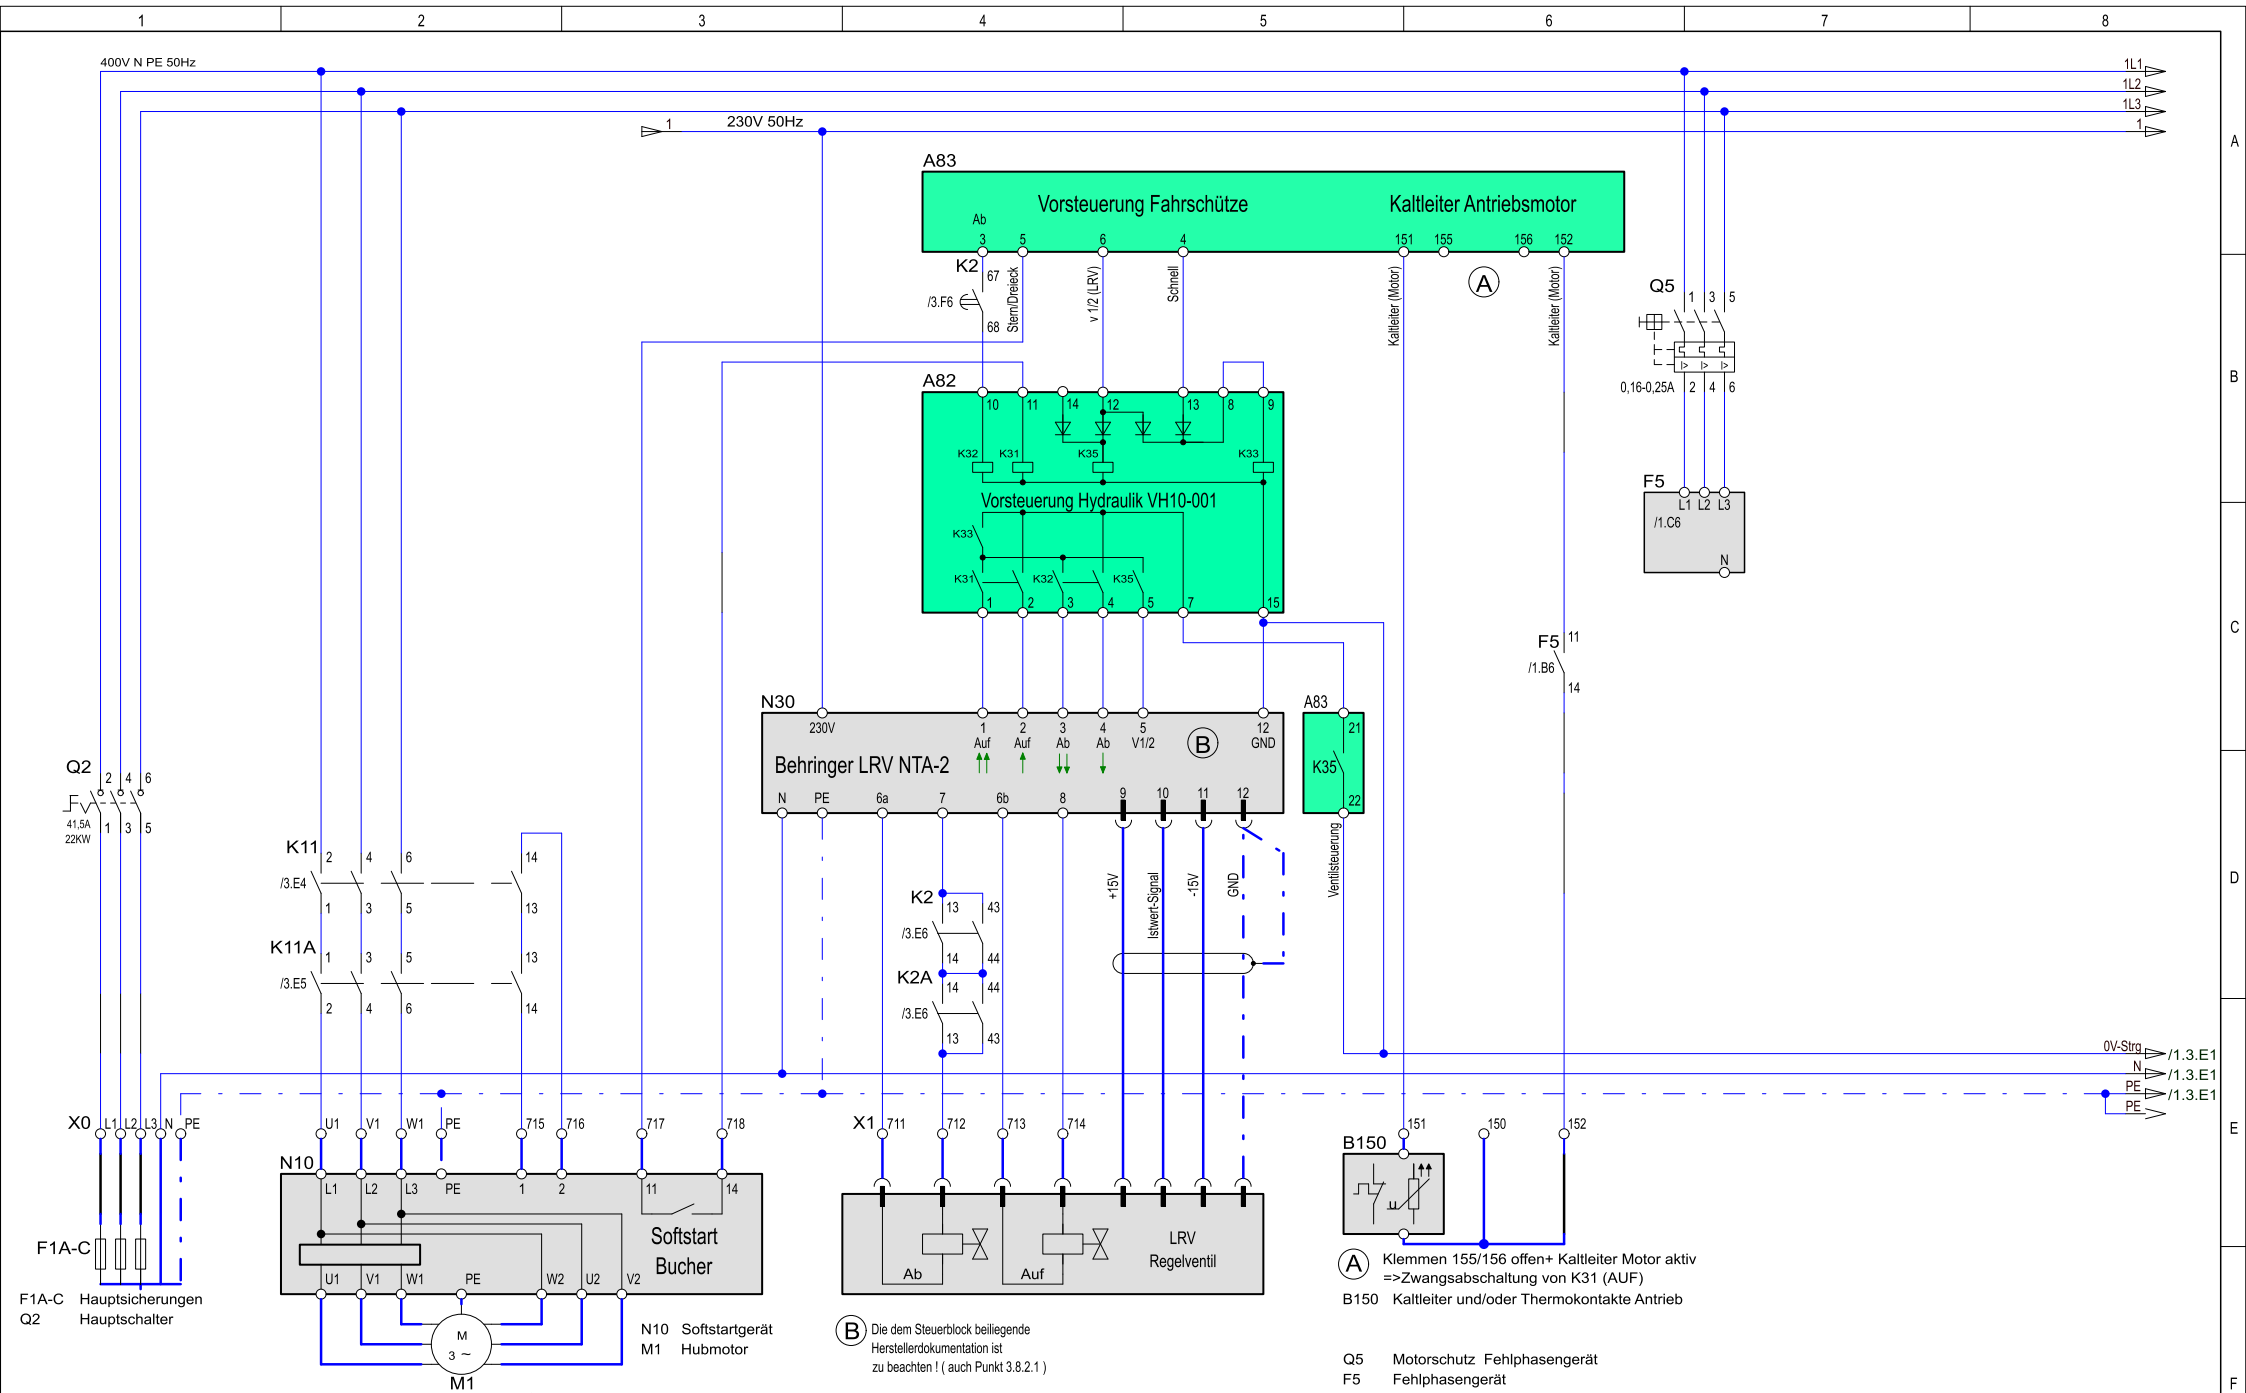 1 2 3 4 5 6 7 8
400V N PE 50Hz
1L1
1L2
1L3
1 230V 50Hz 1
A
A83
Vorsteuerung Fahrschütze Kaltleiter Antriebsmotor
Ab
3 5 6 4 151 155 156 152
K2 67
/3.F6
68
Stern/Dreieck
v 1/2 (LRV)
Schnell
Kaltleiter (Motor)
A
Kaltleiter (Motor)
Q5
1 3 5
I> I> I>
0,16-0,25A 2 4 6
B
A82
10 11 14 12 13 8 9
K32 K31 K35 K33
Vorsteuerung Hydraulik VH10-001
K33
K31 K32 K35
1 2 3 4 5 7 15
F5
L1 L2 L3
/1.C6
N
C
F5 11
/1.B6
14
N30
230V 1 2 3 4 5 12
Auf Auf Ab Ab V1/2 B GND
Behringer LRV NTA-2
N PE 6a 7 6b 8 9 10 11 12
A83
21
K35
22
Ventilsteuerung
Q2
2 4 6
41,5A
22KW
1 3 5
K11
2 4 6 14
/3.E4
1 3 5 13
K11A
1 3 5 13
/3.E5
2 4 6 14
K2
13 43
/3.E6
14 44
K2A
14 44
/3.E6
13 43
+15V
Istwert-Signal
-15V
GND
D
0V-Strg /1.3.E1
N /1.3.E1
PE /1.3.E1
PE
X0 L1 L2 L3 N PE
U1 V1 W1 PE 715 716 717 718
X1 711 712 713 714
151 150 152
E
N10
L1 L2 L3 PE 1 2 11 14
Softstart
Bucher
U1 V1 W1 PE W2 U2 V2
M
3 ~
M1
F1A-C
F1A-C Hauptsicherungen
Q2 Hauptschalter
N10 Softstartgerät
M1 Hubmotor
Ab Auf
LRV
Regelventil
B Die dem Steuerblock beiliegende
Herstellerdokumentation ist
zu beachten ! ( auch Punkt 3.8.2.1 )
B150
A Klemmen 155/156 offen+ Kaltleiter Motor aktiv
=>Zwangsabschaltung von K31 (AUF)
B150 Kaltleiter und/oder Thermokontakte Antrieb
Q5 Motorschutz Fehlphasengerät
F5 Fehlphasengerät
F